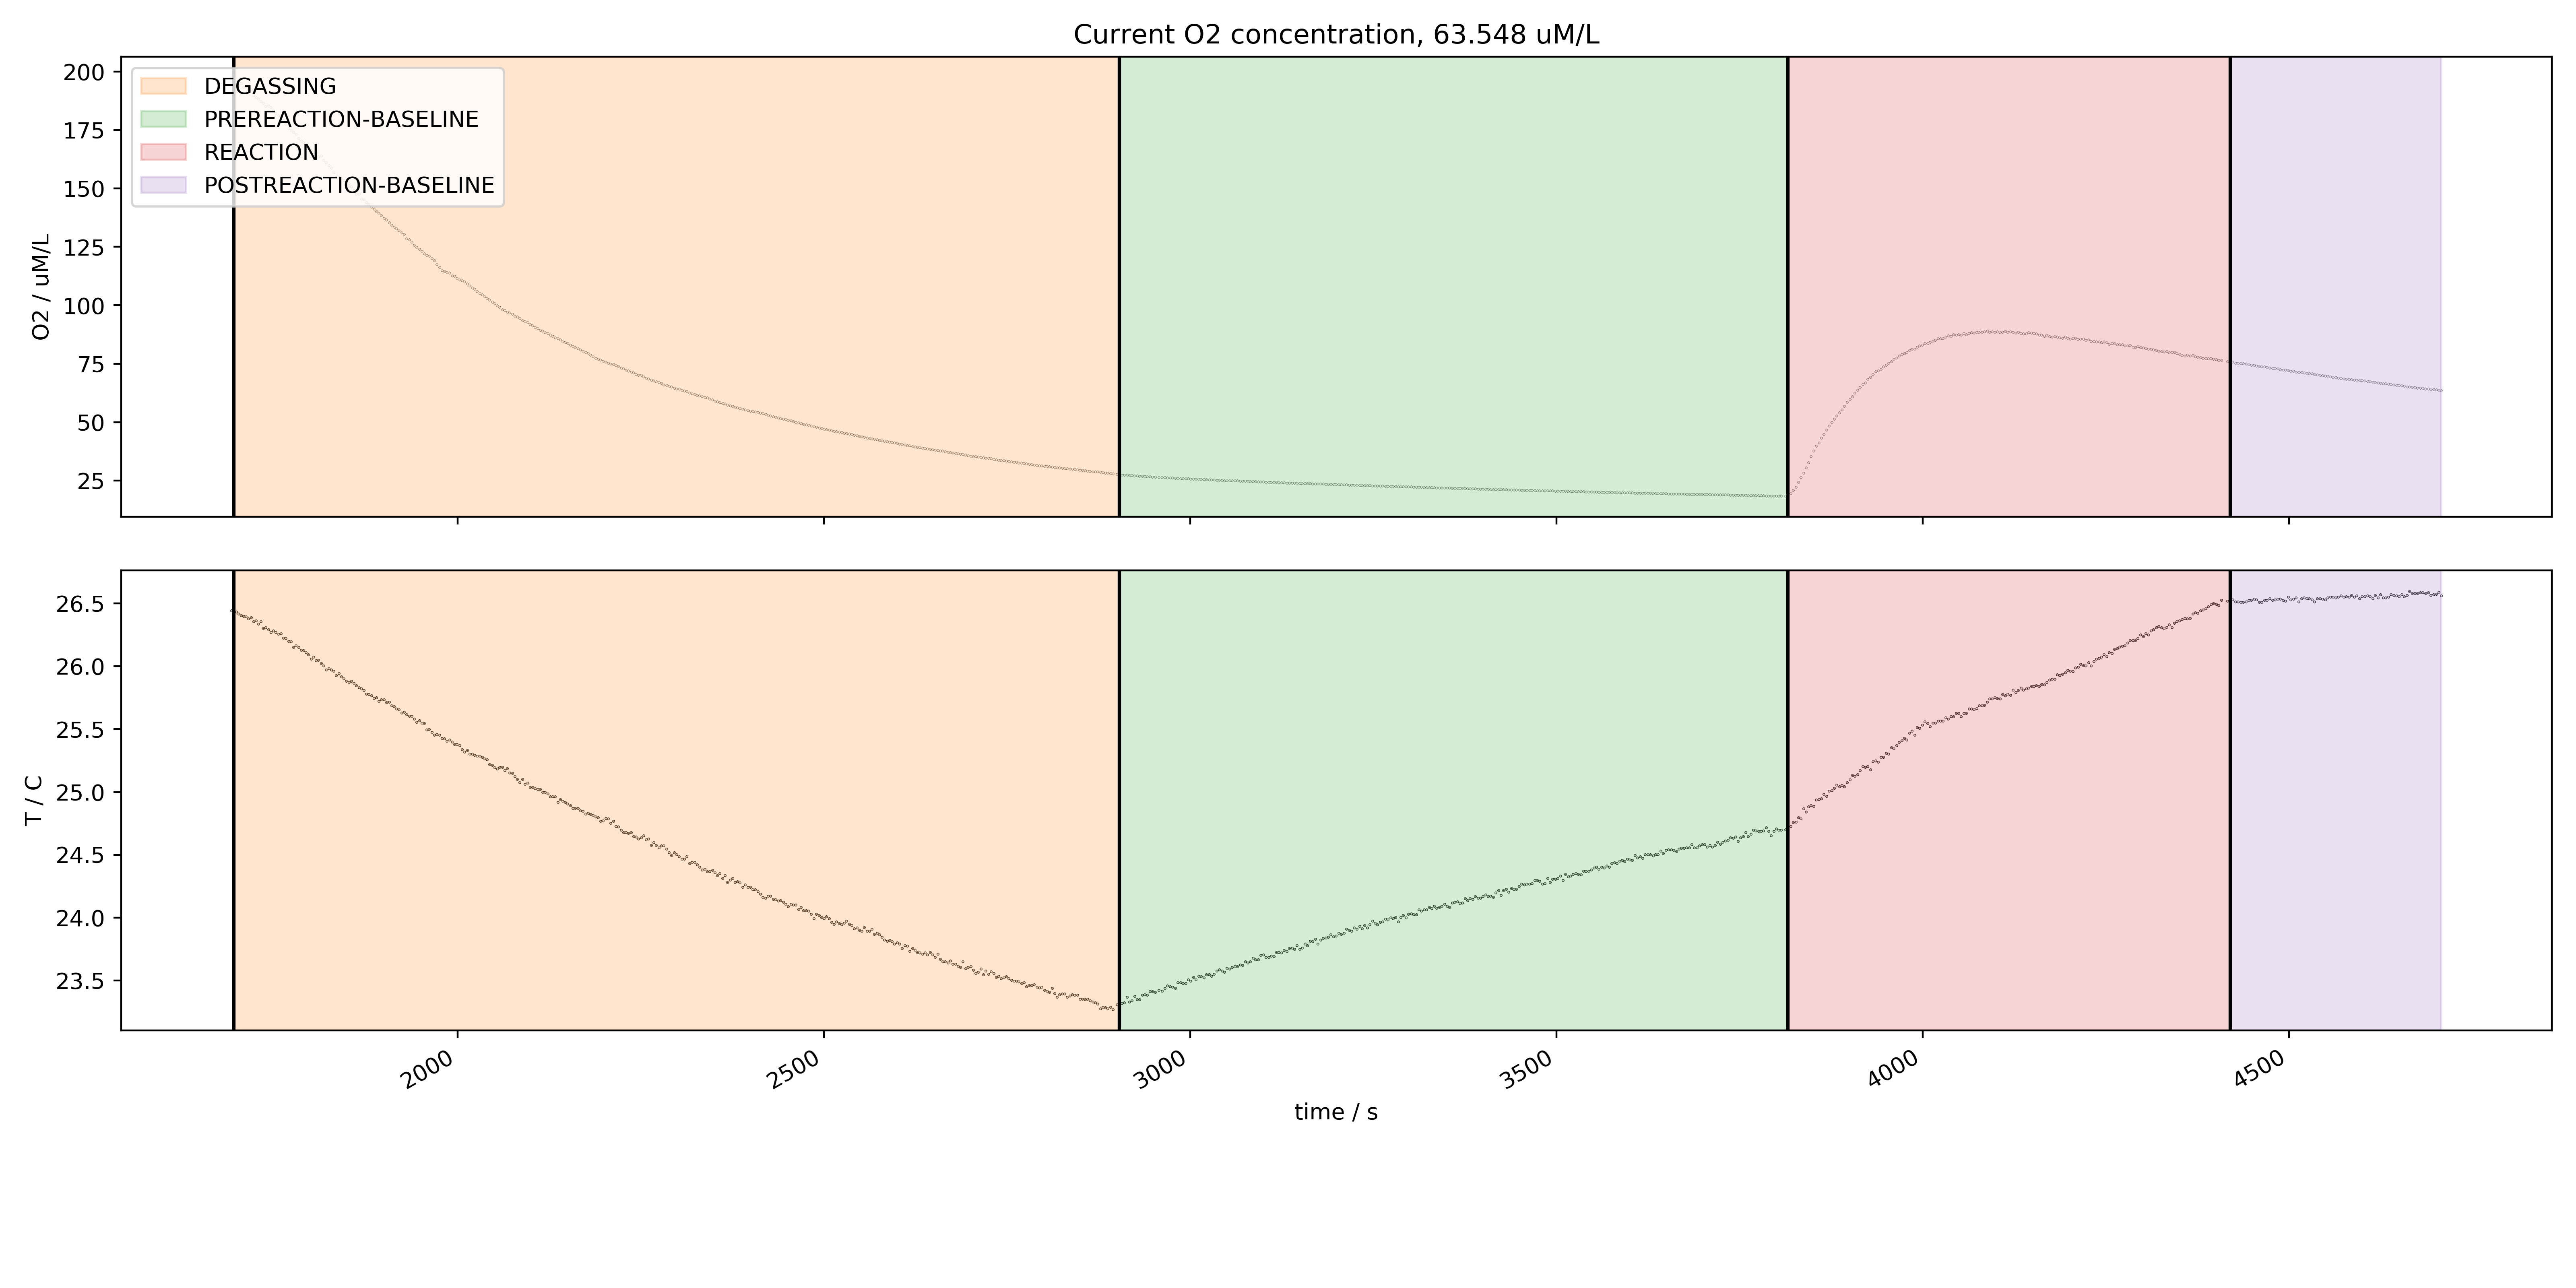 Current O2 concentration, 63.548 uM/L
DEGASSING
PREREACTION-BASELINE
REACTION
POSTREACTION-BASELINE
O2 / uM/L
200
175
150
125
100
75
50
25
T / C
26.5
26.0
25.5
25.0
24.5
24.0
23.5
2000
2500
3000
3500
4000
4500
time / s